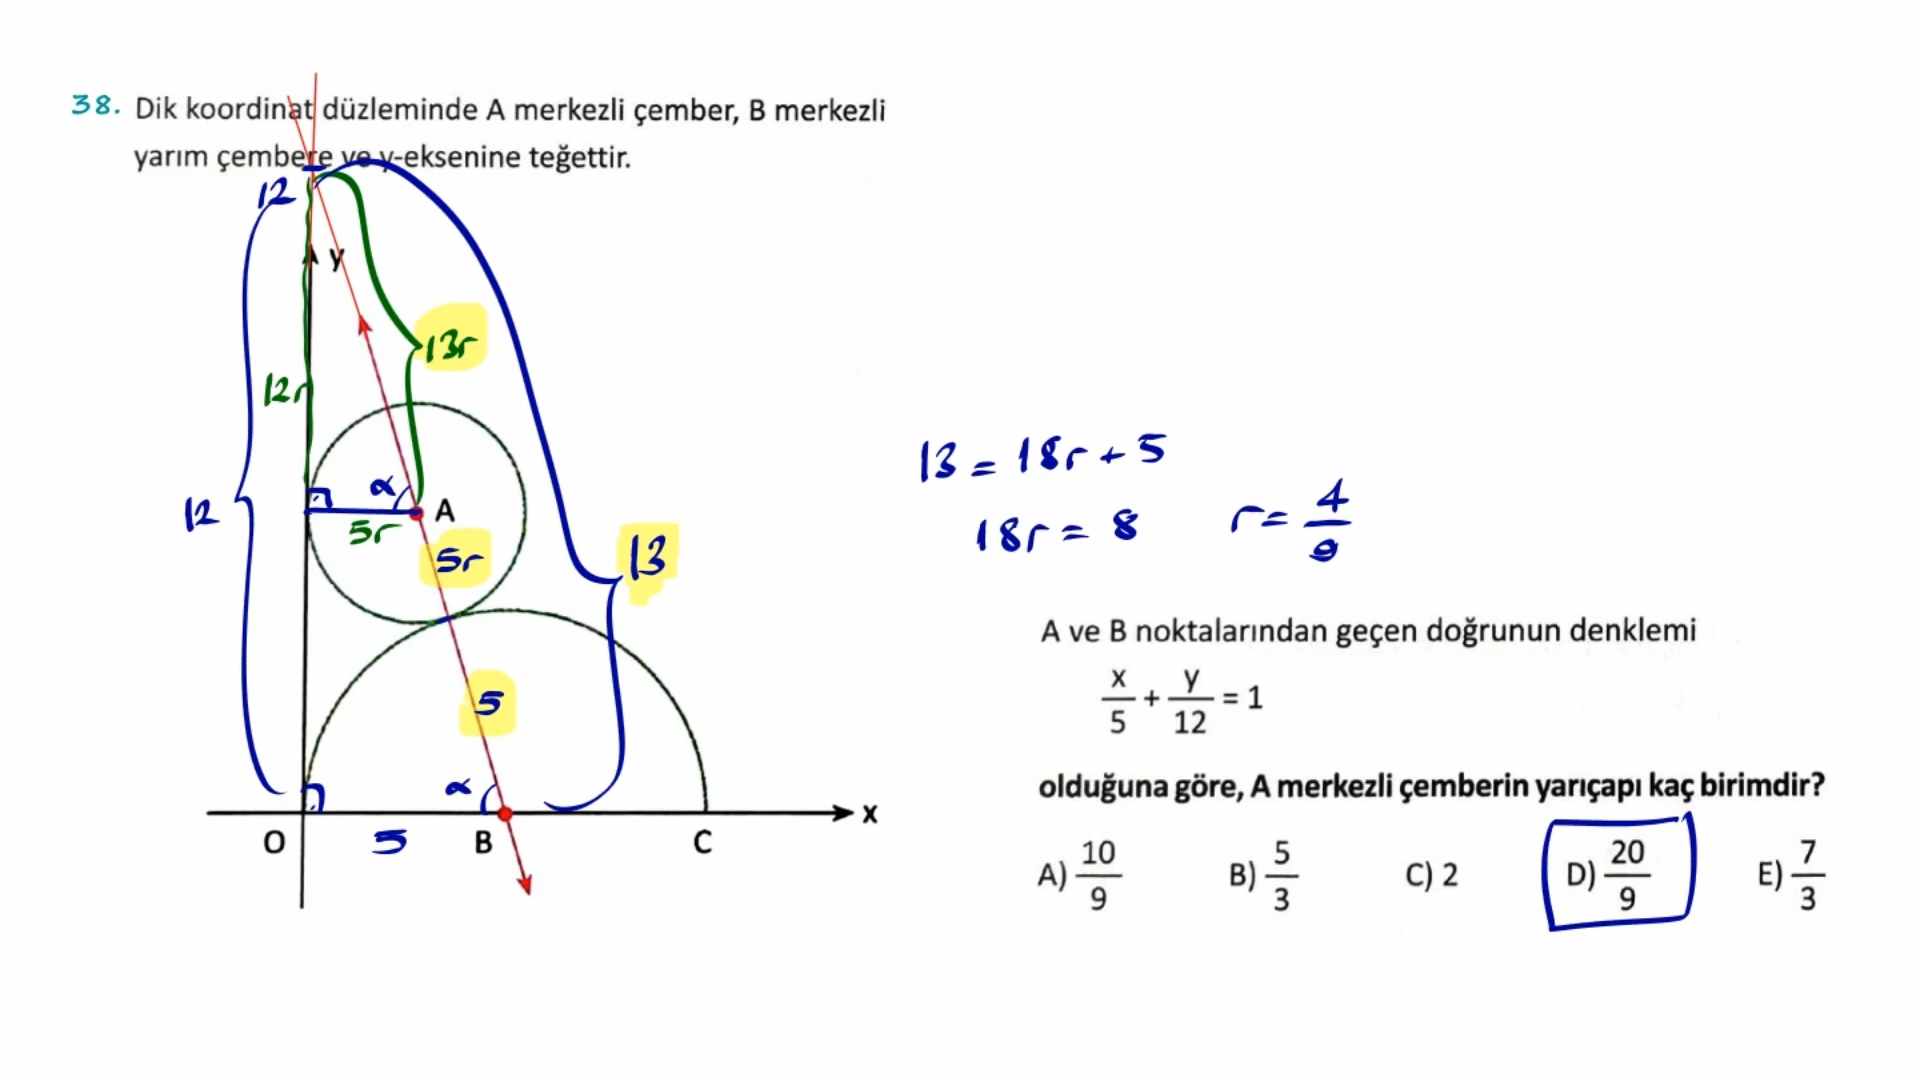 38. Dik koordinat düzleminde A merkezli çember, B merkezli
yarım çembere ve y-eksenine teğettir.
12
y
13r
12r
α
A
5r
5r
12
13
5
α
O
5
B
C
x
13 = 18r + 5
18r = 8
r = 4/9
A ve B noktalarından geçen doğrunun denklemi
x/5 + y/12 = 1
olduğuna göre, A merkezli çemberin yarıçapı kaç birimdir?
A) 10/9 B) 5/3 C) 2 D) 20/9 E) 7/3